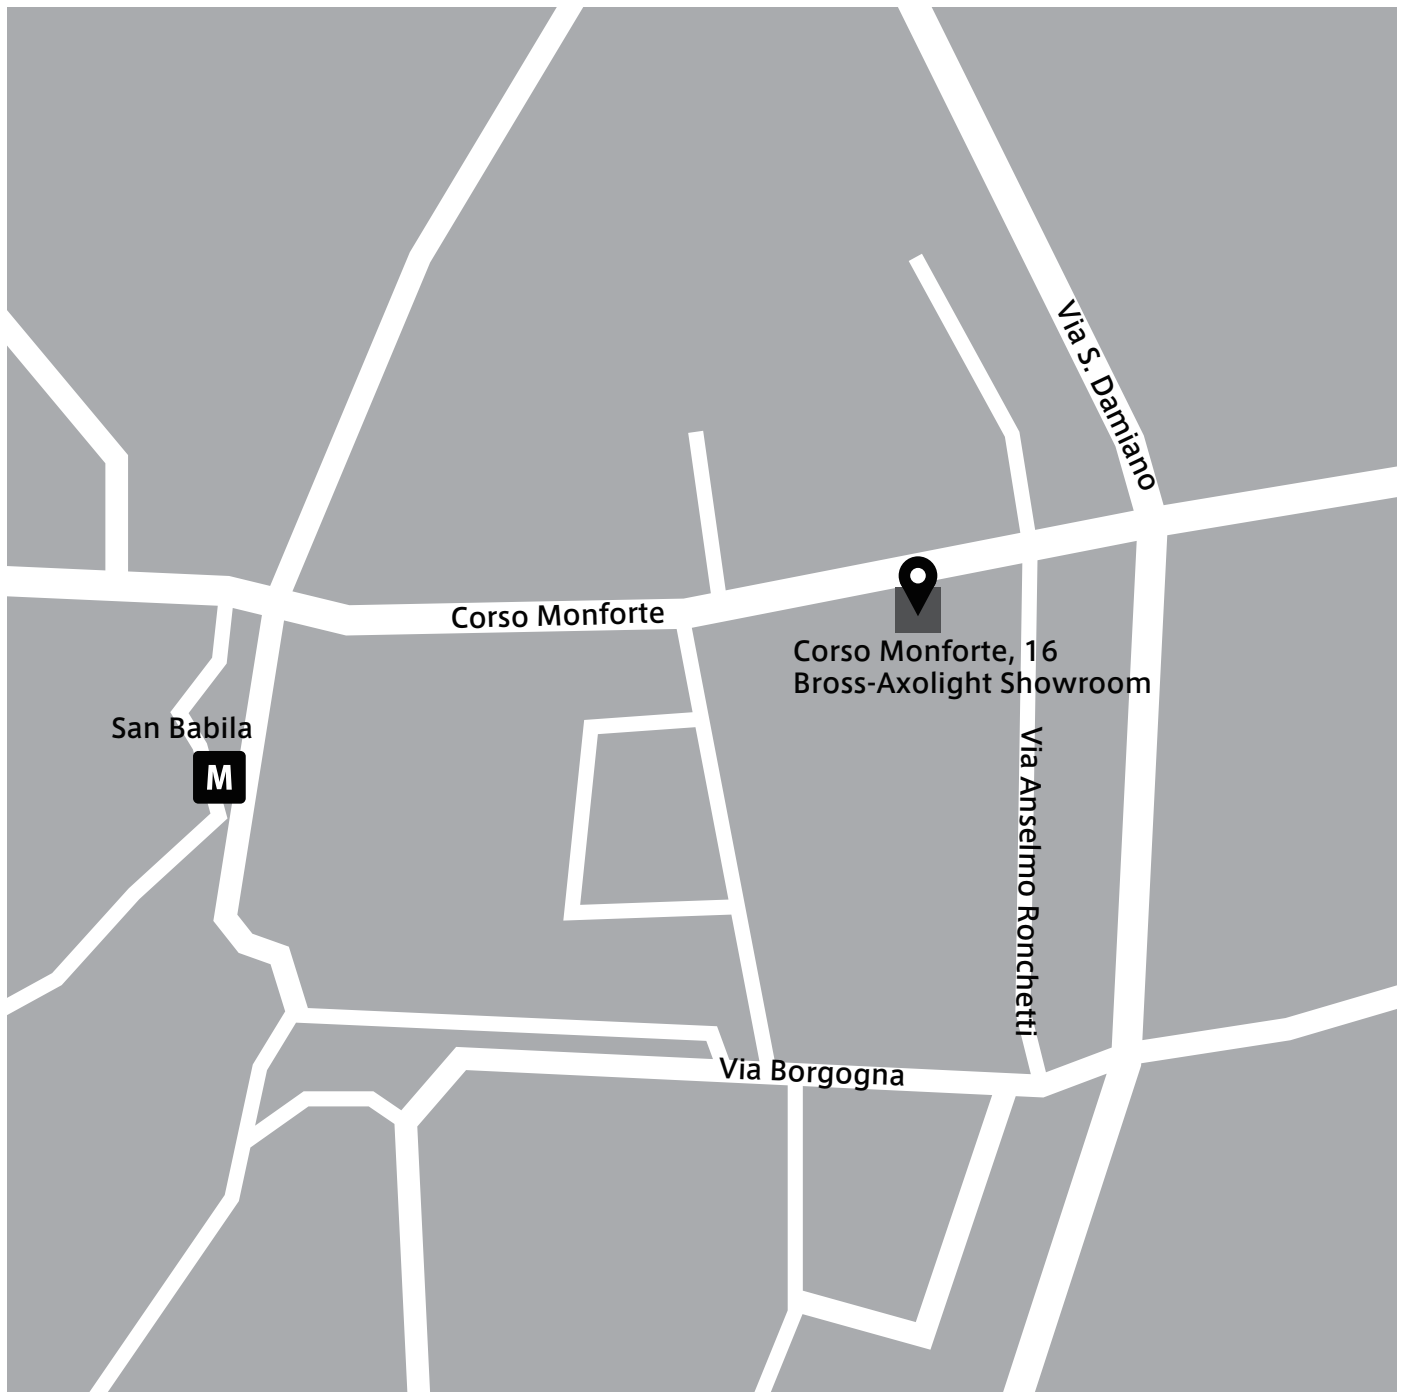 Via S. Damiano
Corso Monforte
Corso Monforte, 16
Bross-Axolight Showroom
San Babila
M
Via Anselmo Ronchetti
Via Borgogna